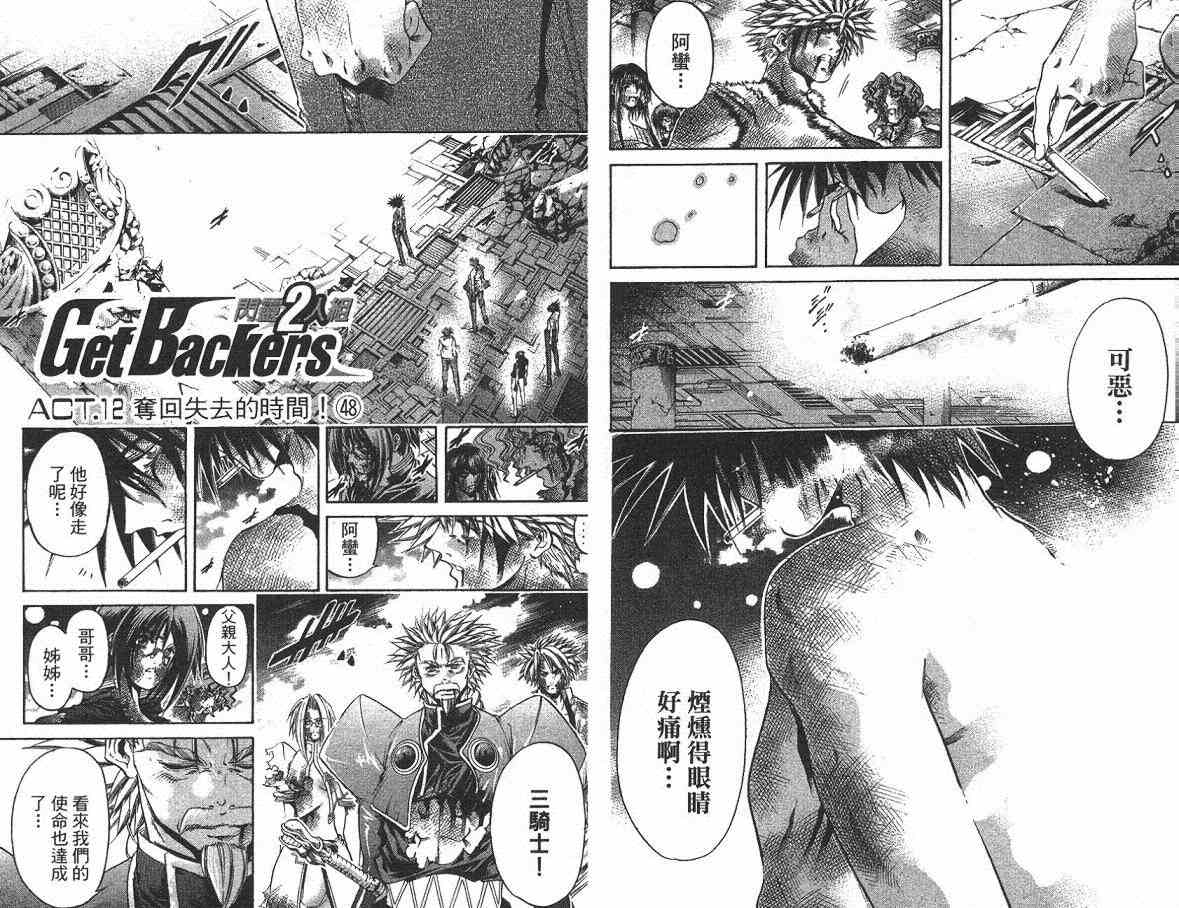 阿蠻…
可惡…
煙燻得眼睛
好痛啊…
閃靈2人組
GetBackers
ACT.12 奪回失去的時間！㊽
…
阿蠻…
他好像走
了呢…
三騎士！
父親大人！
哥哥…
姊姊…
看來我們的
使命也達成
了…